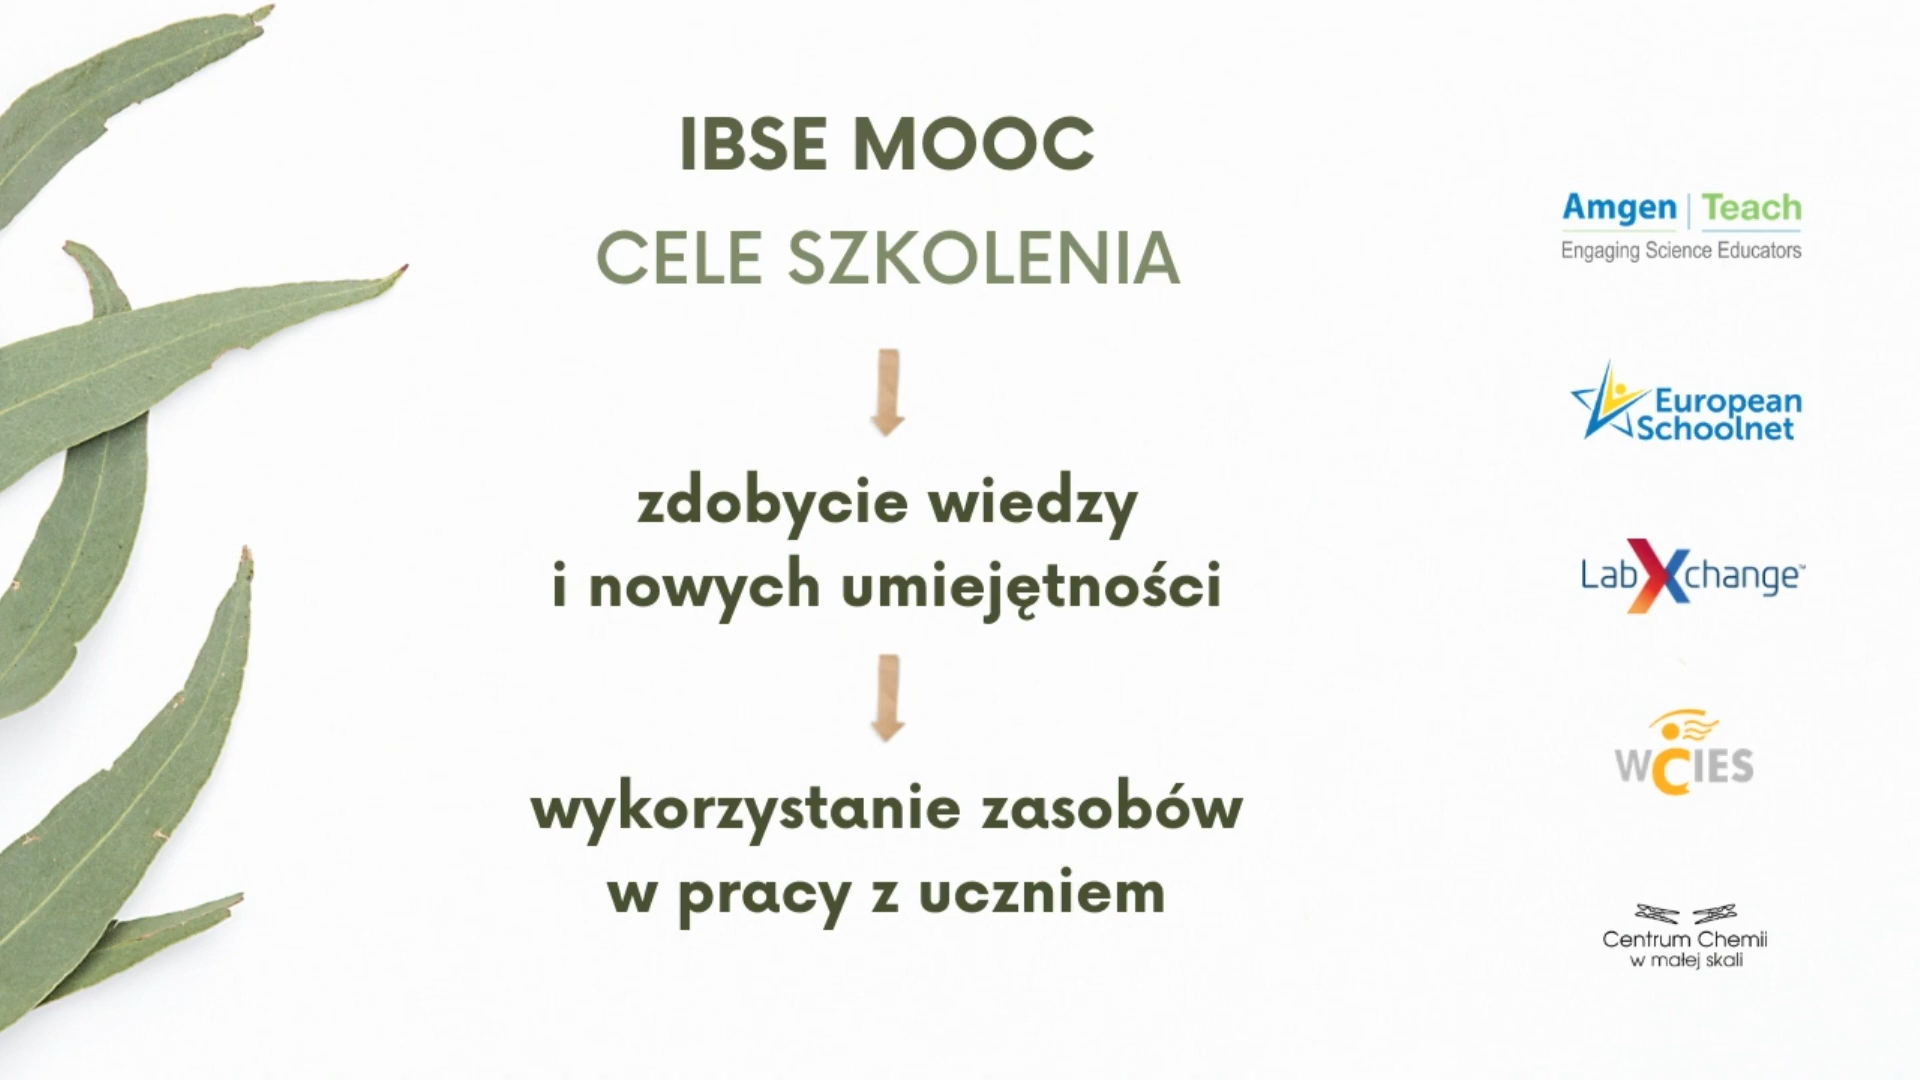 IBSE MOOC
CELE SZKOLENIA
zdobycie wiedzy
i nowych umiejętności
wykorzystanie zasobów
w pracy z uczniem
Amgen | Teach
Engaging Science Educators
European
Schoolnet
LabXchange™
WCIES
Centrum Chemii
w małej skali